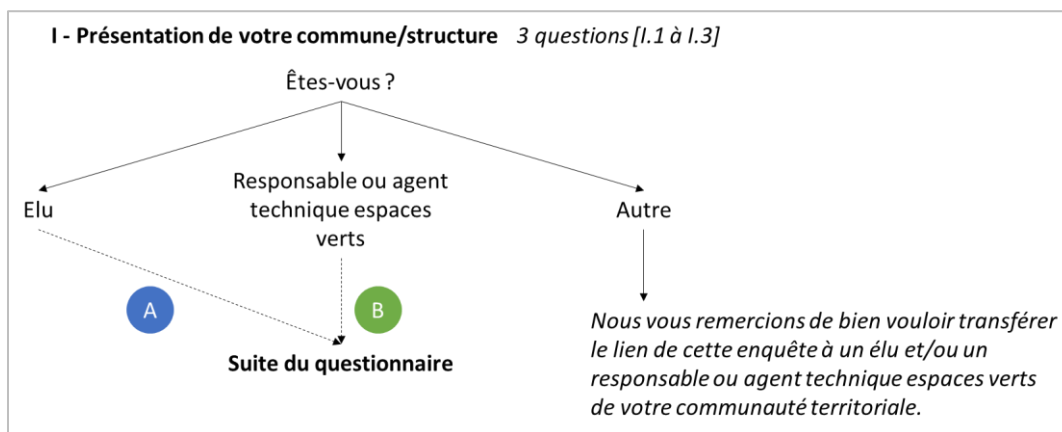 I - Présentation de votre commune/structure 3 questions [I.1 à I.3]
Êtes-vous ?
Elu
Responsable ou agent
technique espaces
verts
Autre
A
B
Suite du questionnaire
Nous vous remercions de bien vouloir transférer
le lien de cette enquête à un élu et/ou un
responsable ou agent technique espaces verts
de votre communauté territoriale.